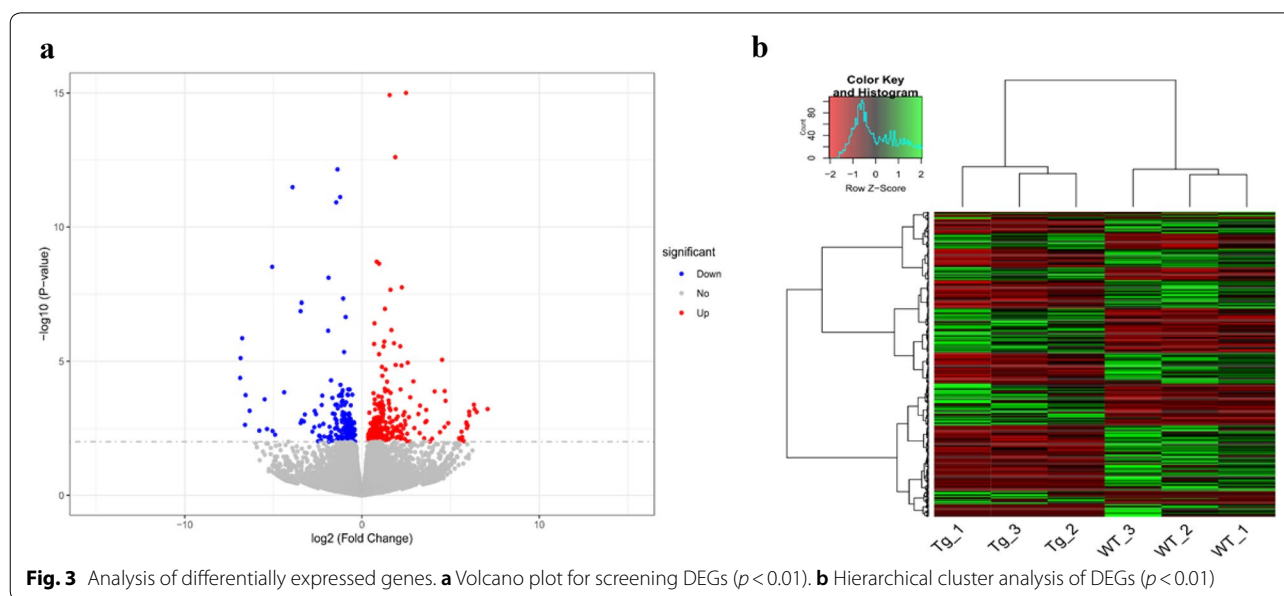 a
15
10
5
0
−10
0
10
−log10 (P−value)
log2 (Fold Change)
significant
Down
No
Up
b
Color Key
and Histogram
Count
0 40 80
−2 −1 0 1 2
Row Z−Score
Tg_1
Tg_3
Tg_2
WT_3
WT_2
WT_1
Fig. 3 Analysis of differentially expressed genes. a Volcano plot for screening DEGs (p < 0.01). b Hierarchical cluster analysis of DEGs (p < 0.01)